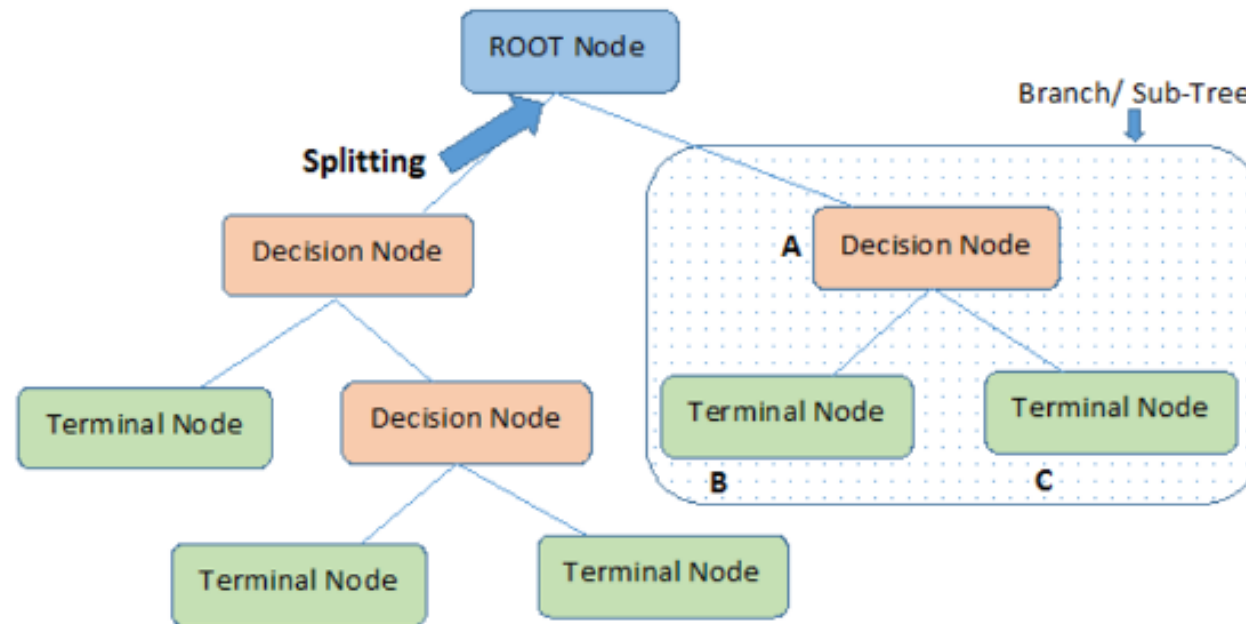 ROOT Node
Branch/ Sub-Tree
Splitting
Decision Node
A
Decision Node
Terminal Node
Decision Node
Terminal Node
Terminal Node
B
C
Terminal Node
Terminal Node